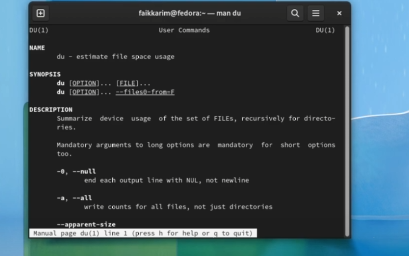 faikkarim@fedora:~ — man du
DU(1) User Commands DU(1)
NAME
du - estimate file space usage
SYNOPSIS
du [OPTION]... [FILE]...
du [OPTION]... --files0-from=F
DESCRIPTION
Summarize device usage of the set of FILEs, recursively for directo-
ries.
Mandatory arguments to long options are mandatory for short options
too.
-0, --null
end each output line with NUL, not newline
-a, --all
write counts for all files, not just directories
--apparent-size
Manual page du(1) line 1 (press h for help or q to quit)